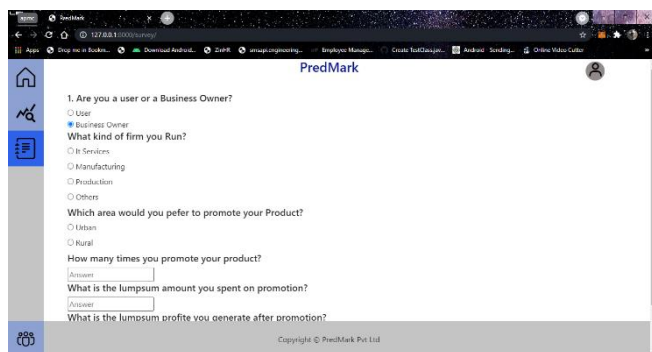 PredMark
127.0.0.1:8000/survey/
Apps Drop me in Bookm... Download Android... ZinHR smsapi.engineering... Employee Manage... Create TestClass.jav... Android Sending... Online Video Cutter
PredMark
1. Are you a user or a Business Owner?
User
Business Owner
What kind of firm you Run?
It Services
Manufacturing
Production
Others
Which area would you pefer to promote your Product?
Urban
Rural
How many times you promote your product?
Answer
What is the lumpsum amount you spent on promotion?
Answer
What is the lumpsum profite you generate after promotion?
Copyright © PredMark Pvt Ltd